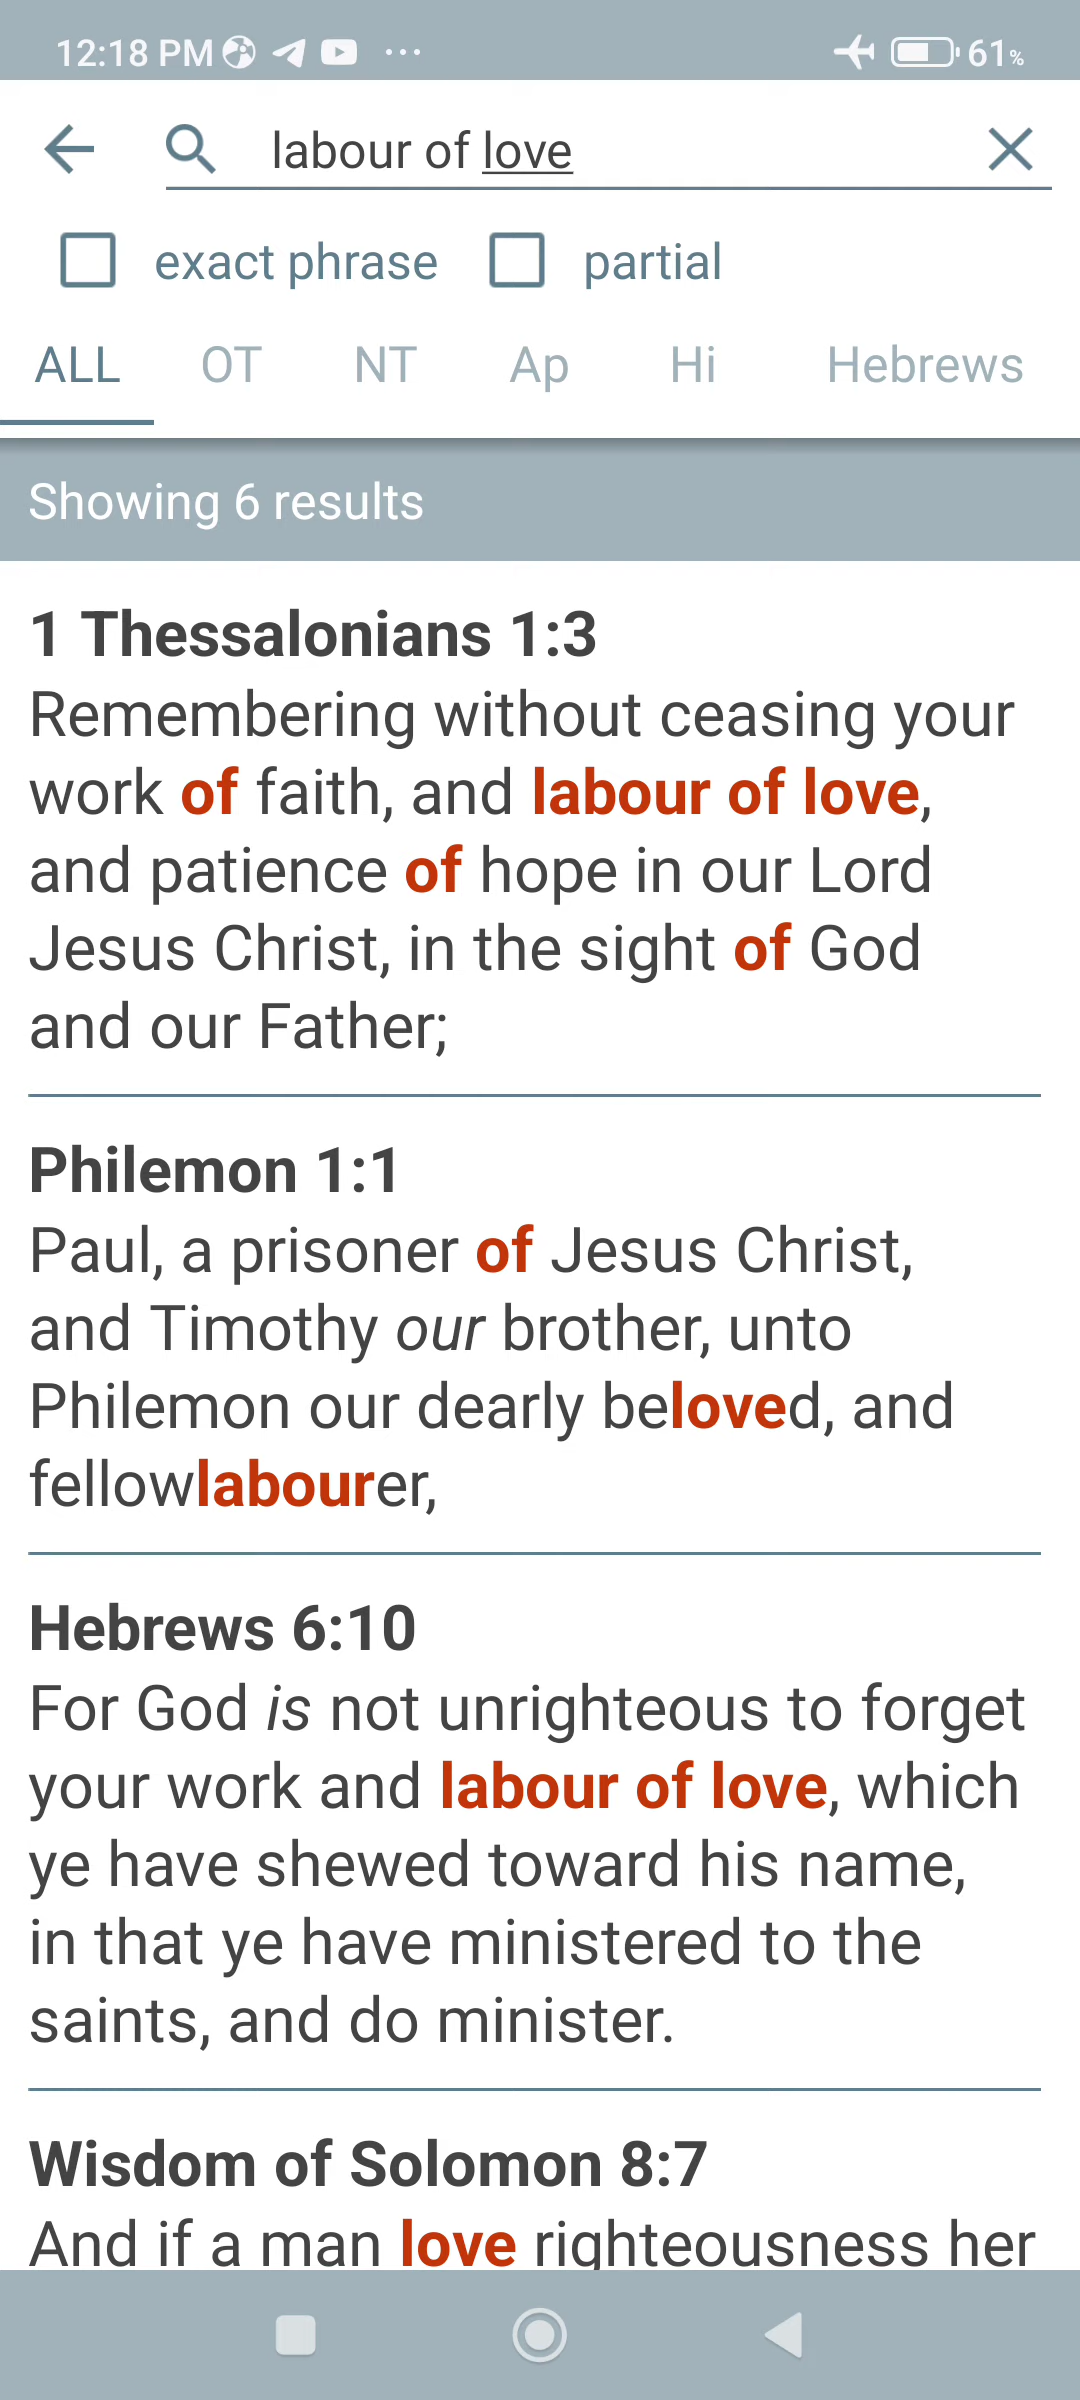 12:18 PM ... 61%
labour of love
exact phrase partial
ALL OT NT Ap Hi Hebrews
Showing 6 results
1 Thessalonians 1:3
Remembering without ceasing your
work of faith, and labour of love,
and patience of hope in our Lord
Jesus Christ, in the sight of God
and our Father;
Philemon 1:1
Paul, a prisoner of Jesus Christ,
and Timothy our brother, unto
Philemon our dearly beloved, and
fellowlabourer,
Hebrews 6:10
For God is not unrighteous to forget
your work and labour of love, which
ye have shewed toward his name,
in that ye have ministered to the
saints, and do minister.
Wisdom of Solomon 8:7
And if a man love righteousness her